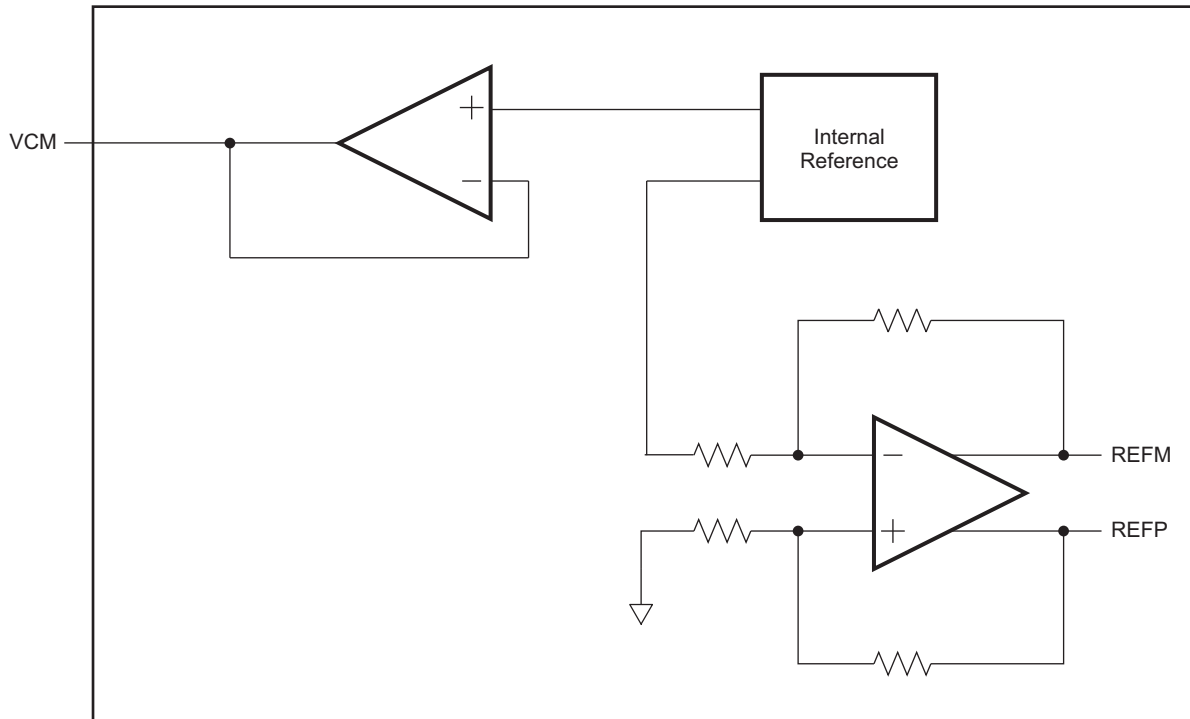 VCM
+
−
Internal
Reference
−
REFM
+
REFP